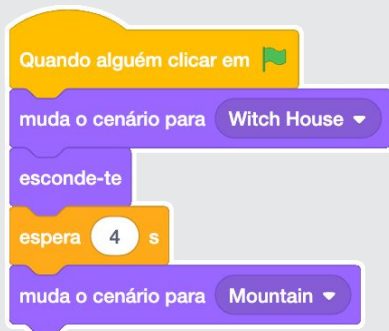 Quando alguém clicar em
muda o cenário para Witch House
esconde-te
espera 4 s
muda o cenário para Mountain